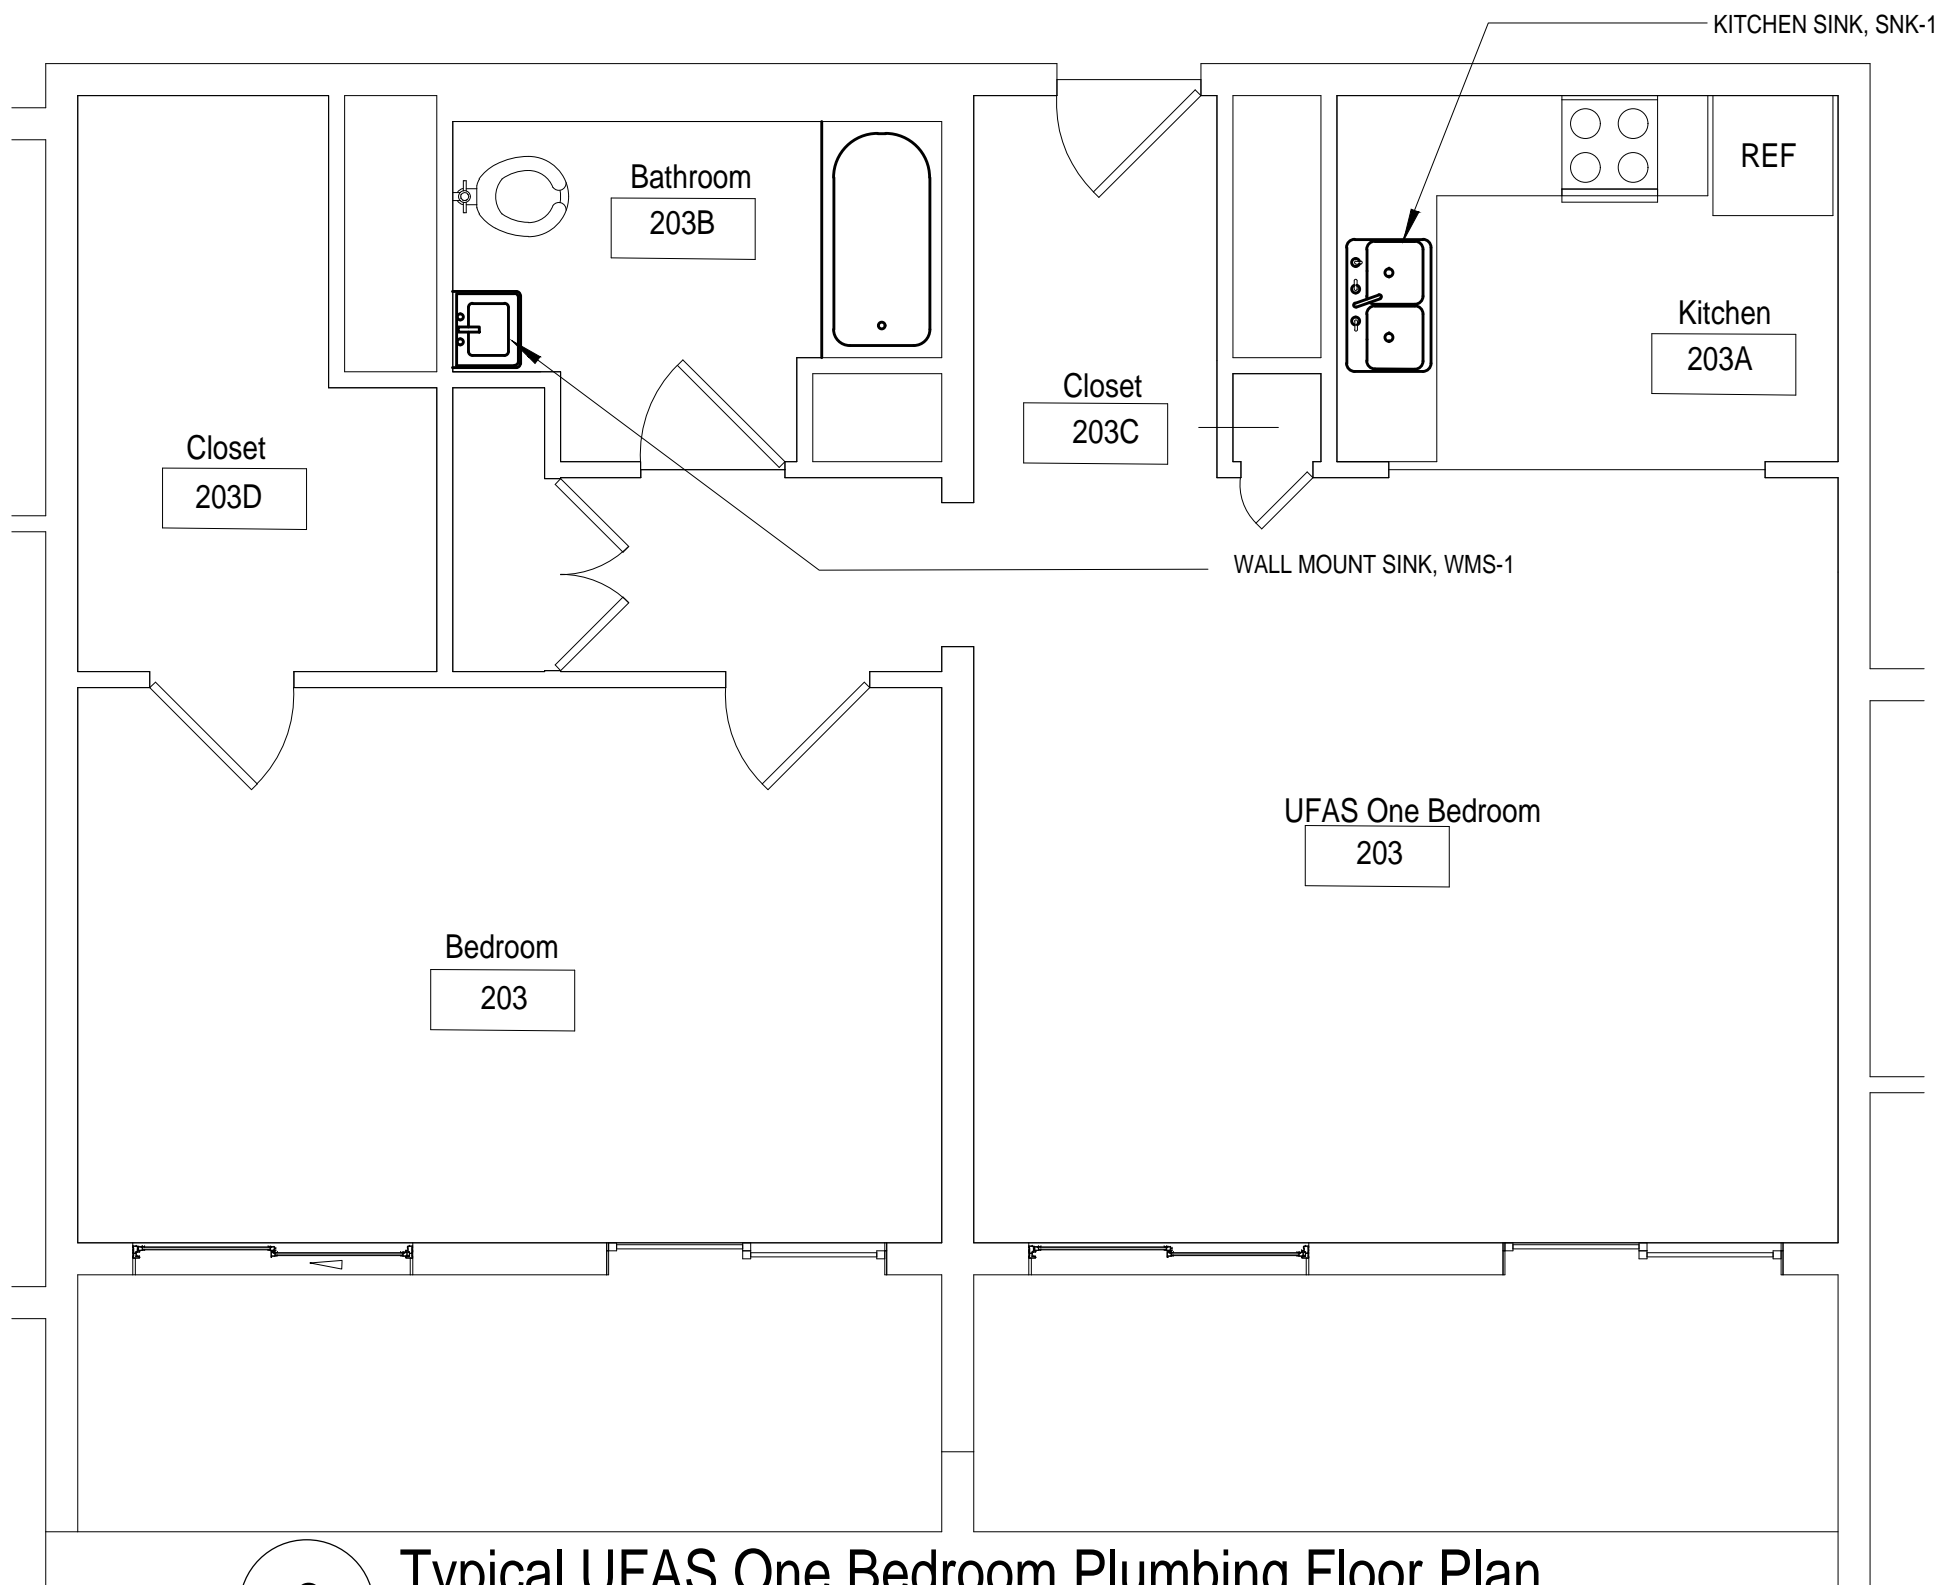 KITCHEN SINK, SNK-1
REF
Bathroom
203B
Kitchen
203A
Closet
203C
Closet
203D
WALL MOUNT SINK, WMS-1
UFAS One Bedroom
203
Bedroom
203
Typical UFAS One Bedroom Plumbing Floor Plan